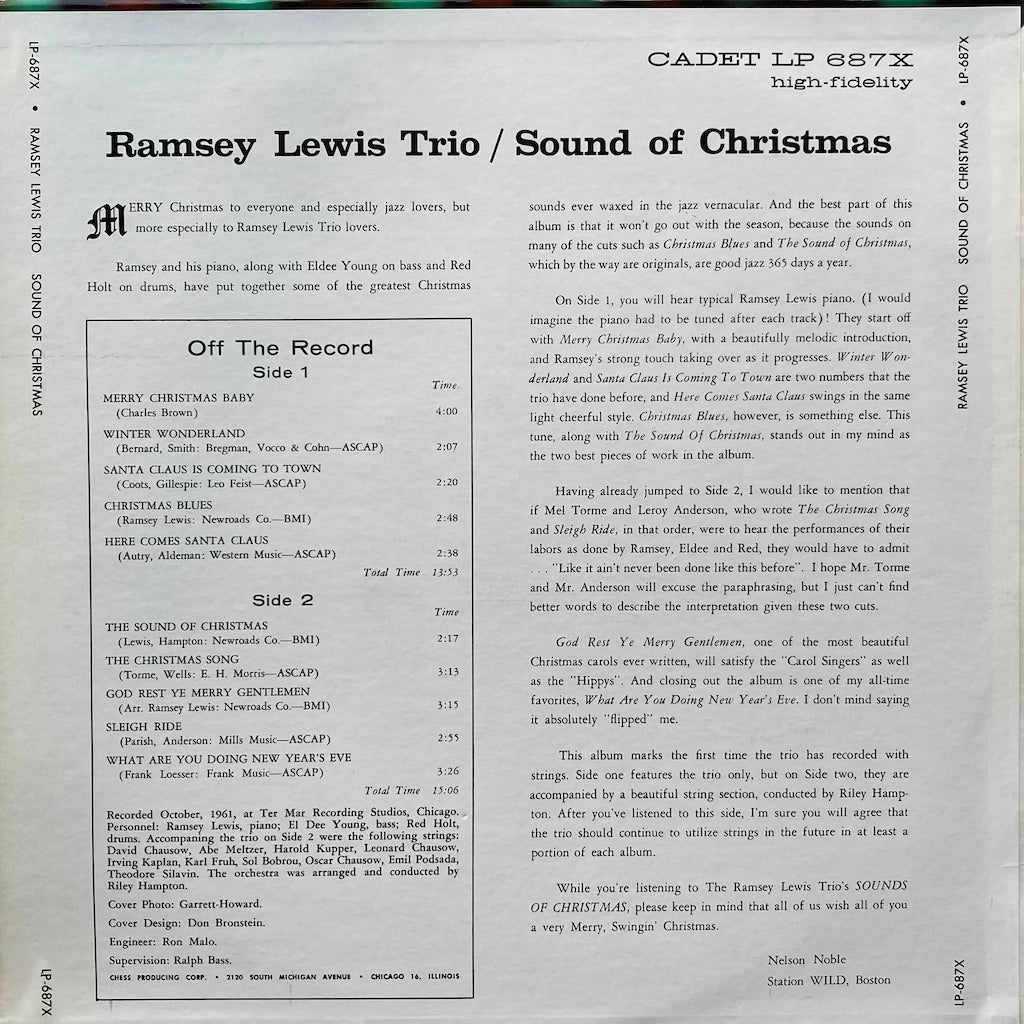 CADET LP 687X
high-fidelity
Ramsey Lewis Trio / Sound of Christmas
MERRY Christmas to everyone and especially jazz lovers, but
more especially to Ramsey Lewis Trio lovers.
Ramsey and his piano, along with Eldee Young on bass and Red
Holt on drums, have put together some of the greatest Christmas
Off The Record
Side 1
Time
MERRY CHRISTMAS BABY
(Charles Brown) 4:00
WINTER WONDERLAND
(Bernard, Smith: Bregman, Vocco & Cohn—ASCAP) 2:07
SANTA CLAUS IS COMING TO TOWN
(Coots, Gillespie: Leo Feist—ASCAP) 2:20
CHRISTMAS BLUES
(Ramsey Lewis: Newroads Co.—BMI) 2:48
HERE COMES SANTA CLAUS
(Autry, Aldeman: Western Music—ASCAP) 2:38
Total Time 13:53
Side 2
Time
THE SOUND OF CHRISTMAS
(Lewis, Hampton: Newroads Co.—BMI) 2:17
THE CHRISTMAS SONG
(Torme, Wells: E. H. Morris—ASCAP) 3:13
GOD REST YE MERRY GENTLEMEN
(Arr. Ramsey Lewis: Newroads Co.—BMI) 3:15
SLEIGH RIDE
(Parish, Anderson: Mills Music—ASCAP) 2:55
WHAT ARE YOU DOING NEW YEAR'S EVE
(Frank Loesser: Frank Music—ASCAP) 3:26
Total Time 15:06
Recorded October, 1961, at Ter Mar Recording Studios, Chicago.
Personnel: Ramsey Lewis, piano; El Dee Young, bass; Red Holt,
drums. Accompaning the trio on Side 2 were the following strings:
David Chausow, Abe Meltzer, Harold Kupper, Leonard Chausow,
Irving Kaplan, Karl Fruh, Sol Bobrou, Oscar Chausow, Emil Podsada,
Theodore Silavin. The orchestra was arranged and conducted by
Riley Hampton.
Cover Photo: Garrett-Howard.
Cover Design: Don Bronstein.
Engineer: Ron Malo.
Supervision: Ralph Bass.
CHESS PRODUCING CORP. • 2120 SOUTH MICHIGAN AVENUE • CHICAGO 16, ILLINOIS
sounds ever waxed in the jazz vernacular. And the best part of this
album is that it won't go out with the season, because the sounds on
many of the cuts such as Christmas Blues and The Sound of Christmas,
which by the way are originals, are good jazz 365 days a year.
On Side 1, you will hear typical Ramsey Lewis piano. (I would
imagine the piano had to be tuned after each track)! They start off
with Merry Christmas Baby, with a beautifully melodic introduction,
and Ramsey's strong touch taking over as it progresses. Winter Won-
derland and Santa Claus Is Coming To Town are two numbers that the
trio have done before, and Here Comes Santa Claus swings in the same
light cheerful style. Christmas Blues, however, is something else. This
tune, along with The Sound Of Christmas, stands out in my mind as
the two best pieces of work in the album.
Having already jumped to Side 2, I would like to mention that
if Mel Torme and Leroy Anderson, who wrote The Christmas Song
and Sleigh Ride, in that order, were to hear the performances of their
labors as done by Ramsey, Eldee and Red, they would have to admit
. . . "Like it ain't never been done like this before". I hope Mr. Torme
and Mr. Anderson will excuse the paraphrasing, but I just can't find
better words to describe the interpretation given these two cuts.
God Rest Ye Merry Gentlemen, one of the most beautiful
Christmas carols ever written, will satisfy the "Carol Singers" as well
as the "Hippys". And closing out the album is one of my all-time
favorites, What Are You Doing New Year's Eve. I don't mind saying
it absolutely "flipped" me.
This album marks the first time the trio has recorded with
strings. Side one features the trio only, but on Side two, they are
accompanied by a beautiful string section, conducted by Riley Hamp-
ton. After you've listened to this side, I'm sure you will agree that
the trio should continue to utilize strings in the future in at least a
portion of each album.
While you're listening to The Ramsey Lewis Trio's SOUNDS
OF CHRISTMAS, please keep in mind that all of us wish all of you
a very Merry, Swingin' Christmas.
Nelson Noble
Station WILD, Boston
LP-687X • RAMSEY LEWIS TRIO SOUND OF CHRISTMAS LP-687X
LP-687X RAMSEY LEWIS TRIO SOUND OF CHRISTMAS • LP-687X